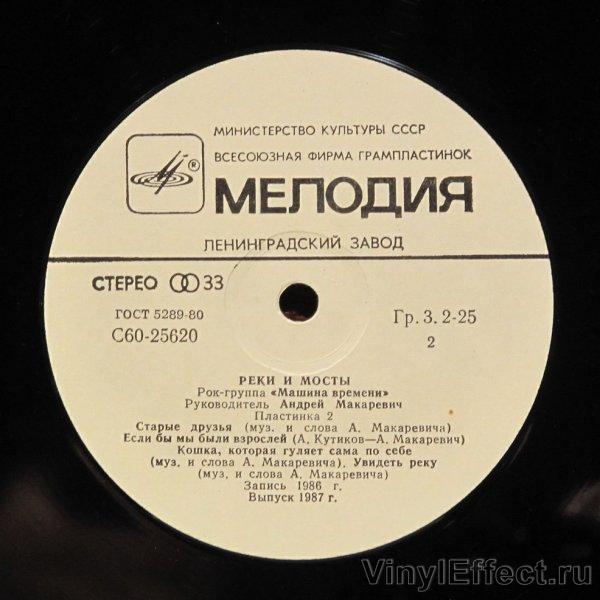 МИНИСТЕРСТВО КУЛЬТУРЫ СССР
ВСЕСОЮЗНАЯ ФИРМА ГРАМПЛАСТИНОК
®
МЕЛОДИЯ
ЛЕНИНГРАДСКИЙ ЗАВОД
СТЕРЕО 33
ГОСТ 5289-80
С60-25620
Гр. 3. 2-25
2
РЕКИ И МОСТЫ
Рок-группа «Машина времени»
Руководитель Андрей Макаревич
Пластинка 2
Старые друзья (муз. и слова А. Макаревича)
Если бы мы были взрослей (А. Кутиков—А. Макаревич)
Кошка, которая гуляет сама по себе
(муз. и слова А. Макаревича). Увидеть реку
(муз. и слова А. Макаревича)
Запись 1986 г.
Выпуск 1987 г.
VinylEffect.ru